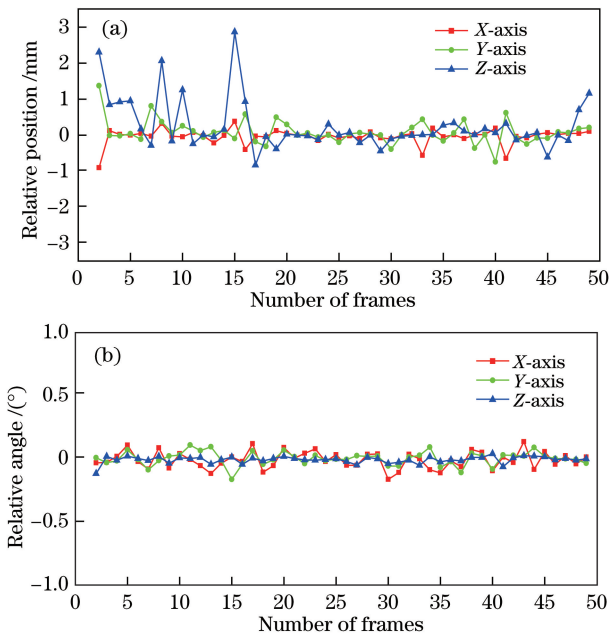 (a)
X-axis
Y-axis
Z-axis
Relative position /mm
3
2
1
0
-1
-2
-3
0 5 10 15 20 25 30 35 40 45 50
Number of frames
(b)
X-axis
Y-axis
Z-axis
Relative angle /(°)
1.0
0.5
0
-0.5
-1.0
0 5 10 15 20 25 30 35 40 45 50
Number of frames